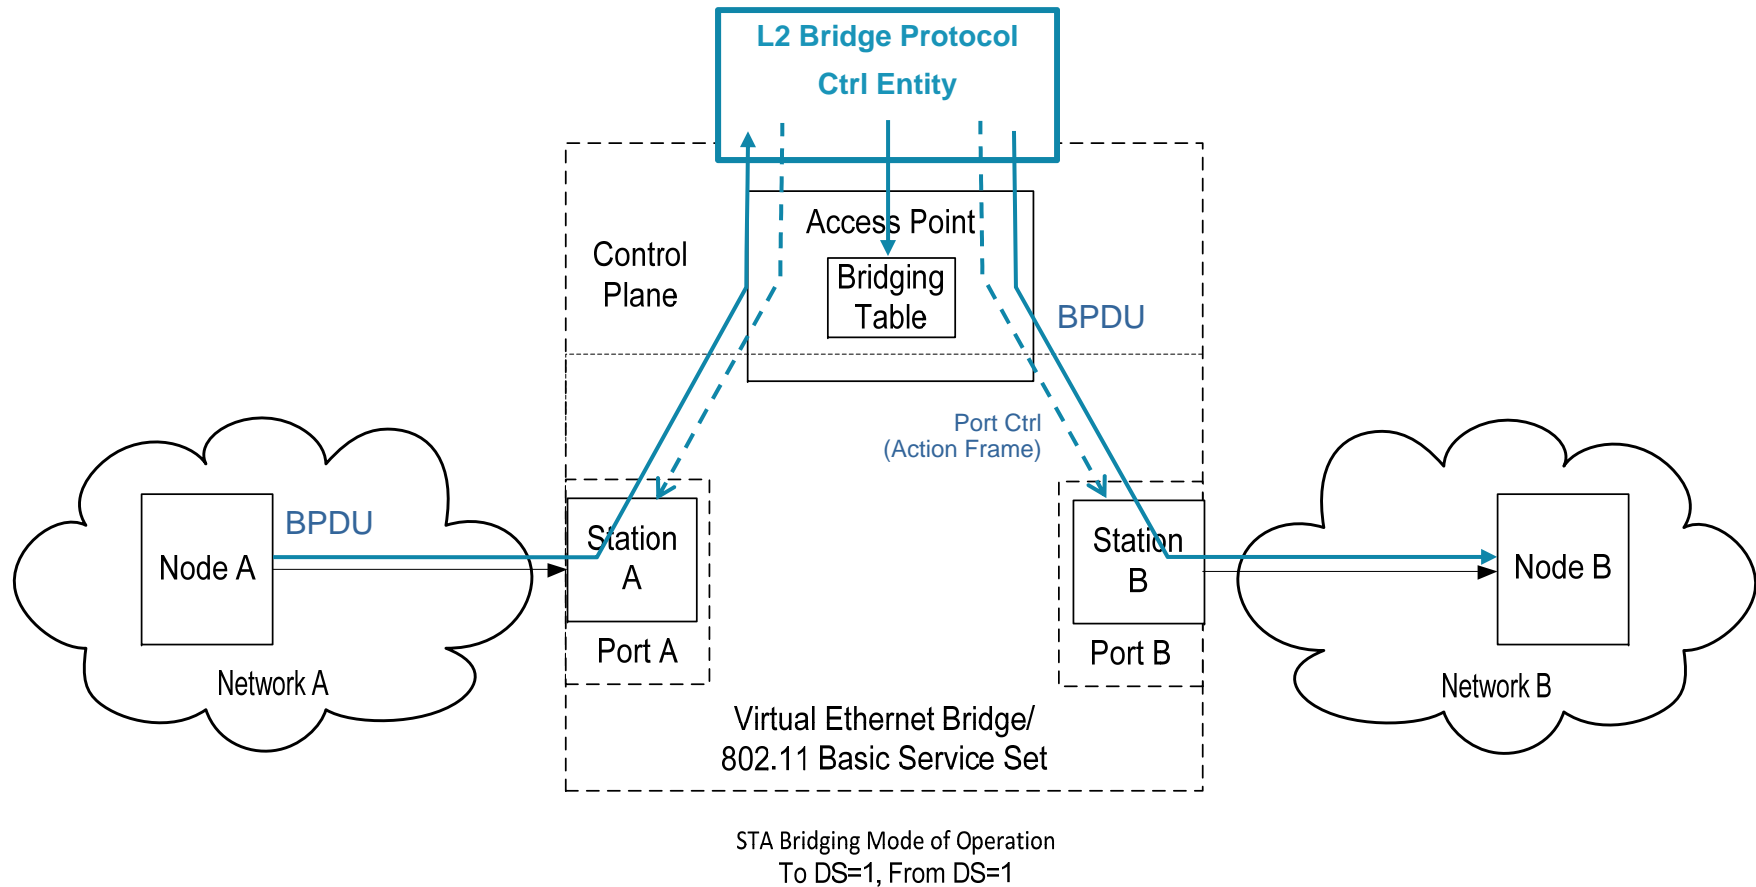 L2 Bridge Protocol
Ctrl Entity
Access Point
Control
Plane
Bridging
Table
BPDU
Port Ctrl
(Action Frame)
BPDU
Node A
Station
A
Station
B
Node B
Port A
Port B
Network A
Network B
Virtual Ethernet Bridge/
802.11 Basic Service Set
STA Bridging Mode of Operation
To DS=1, From DS=1